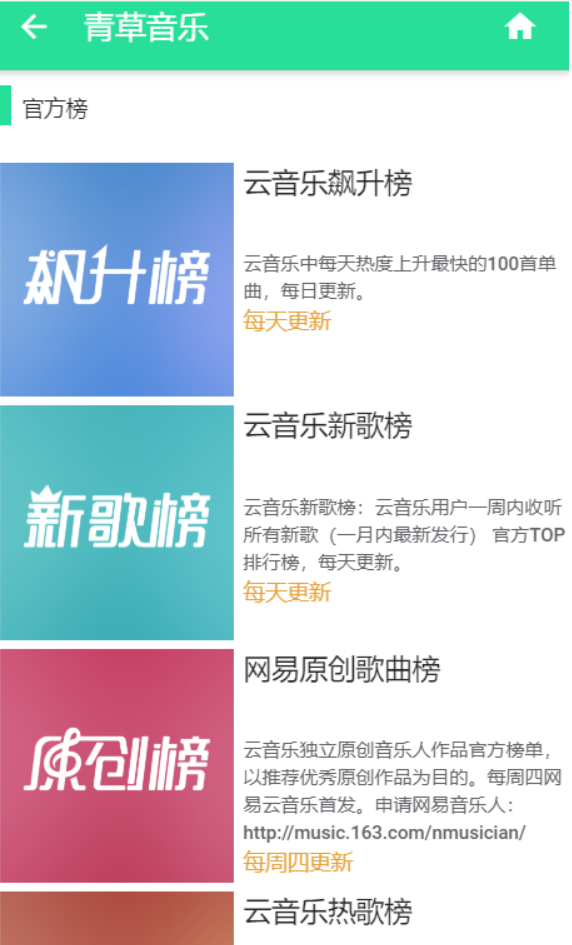 青草音乐
官方榜
飙升榜
云音乐飙升榜
云音乐中每天热度上升最快的100首单
曲，每日更新。
每天更新
新歌榜
云音乐新歌榜
云音乐新歌榜：云音乐用户一周内收听
所有新歌（一月内最新发行） 官方TOP
排行榜，每天更新。
每天更新
原创榜
网易原创歌曲榜
云音乐独立原创音乐人作品官方榜单，
以推荐优秀原创作品为目的。每周四网
易云音乐首发。申请网易音乐人：
http://music.163.com/nmusician/
每周四更新
云音乐热歌榜